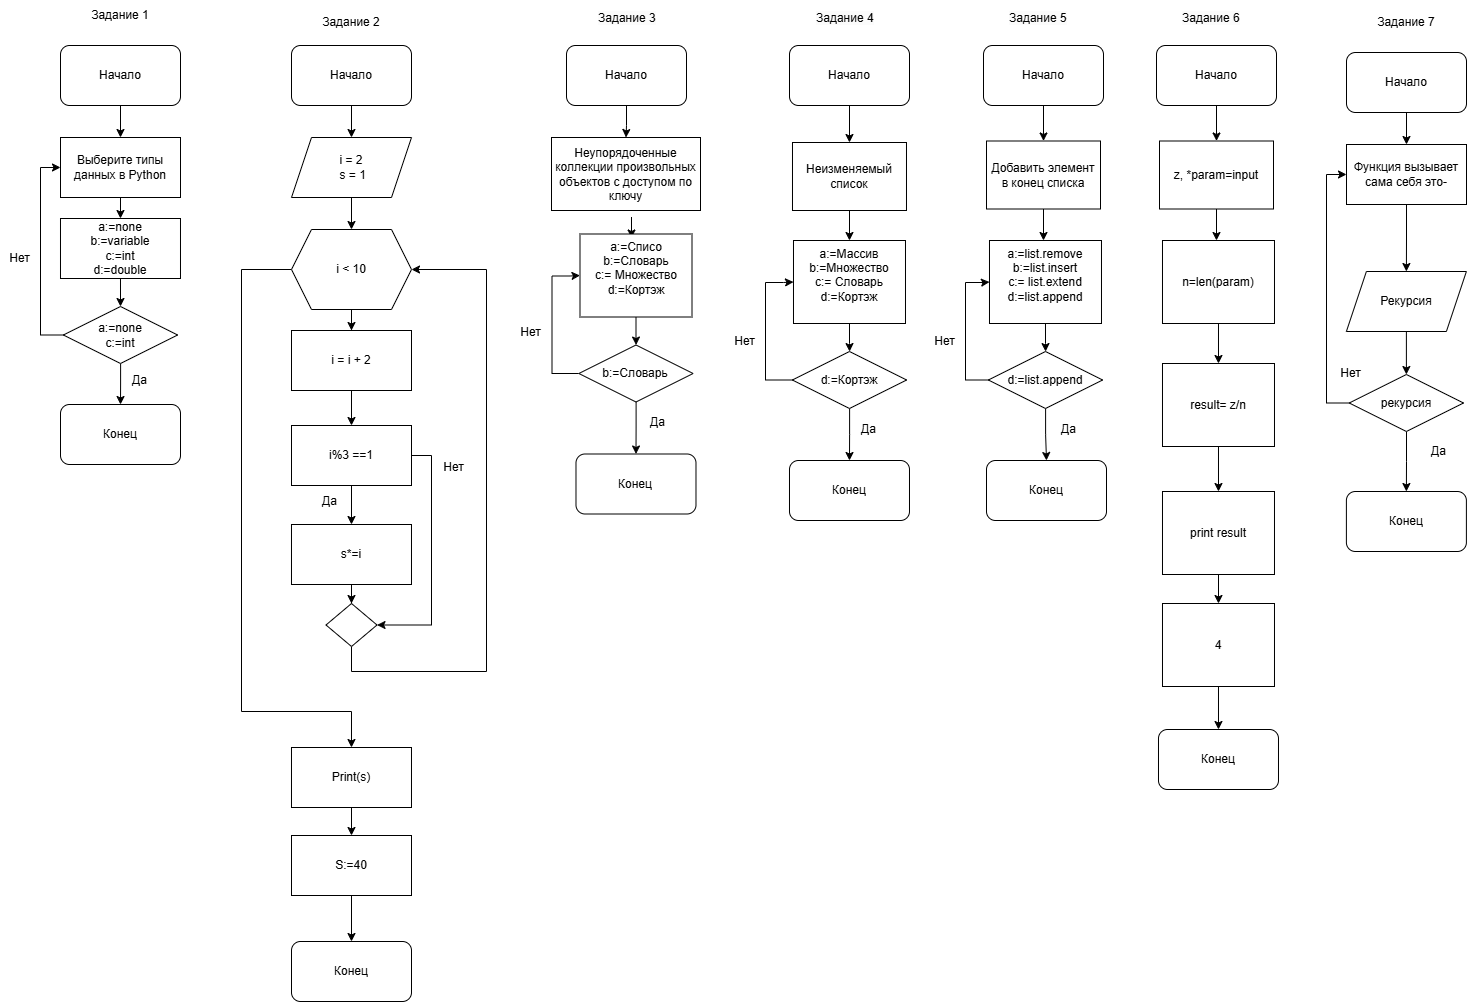 Задание 1
Начало
Выберите типы
данных в Python
a:=none
b:=variable
c:=int
d:=double
Нет
a:=none
c:=int
Да
Конец
Задание 2
Начало
i = 2
s = 1
i < 10
i = i + 2
i%3 ==1
Нет
Да
s*=i
Print(s)
S:=40
Конец
Задание 3
Начало
Неупорядоченные
коллекции произвольных
объектов с доступом по
ключу
a:=Списо
b:=Словарь
c:= Множество
d:=Кортэж
Нет
b:=Словарь
Да
Конец
Задание 4
Начало
Неизменяемый
список
a:=Массив
b:=Множество
c:= Словарь
d:=Кортэж
Нет
d:=Кортэж
Да
Конец
Задание 5
Начало
Добавить элемент
в конец списка
a:=list.remove
b:=list.insert
c:= list.extend
d:=list.append
Нет
d:=list.append
Да
Конец
Задание 6
Начало
z, *param=input
n=len(param)
result= z/n
print result
4
Конец
Задание 7
Начало
Функция вызывает
сама себя это-
Рекурсия
Нет
рекурсия
Да
Конец